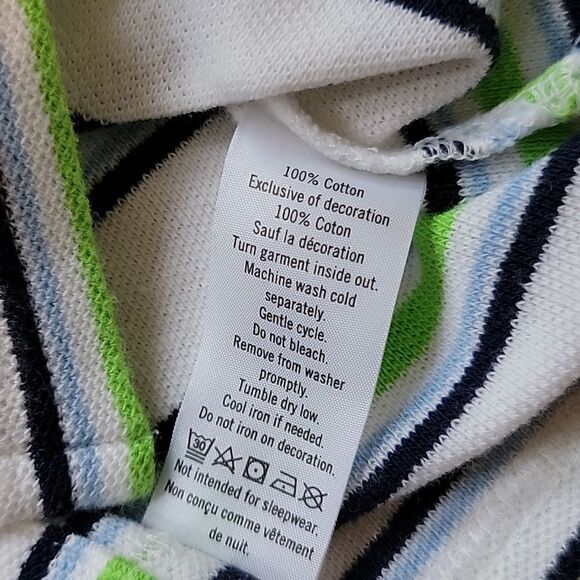 100% Cotton
Exclusive of decoration
100% Coton
Sauf la décoration
Turn garment inside out.
Machine wash cold
separately.
Gentle cycle.
Do not bleach.
Remove from washer
promptly.
Tumble dry low.
Cool iron if needed.
Do not iron on decoration.
30
Not intended for sleepwear.
Non conçu comme vêtement
de nuit.